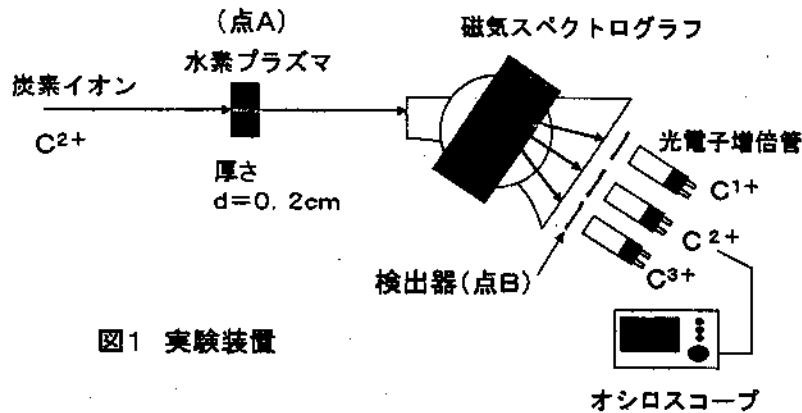 (点A)
水素プラズマ
磁気スペクトログラフ
炭素イオン
C²⁺
厚さ
d=0.2cm
光電子増倍管
C¹⁺
C²⁺
C³⁺
検出器(点B)
図1 実験装置
オシロスコープ